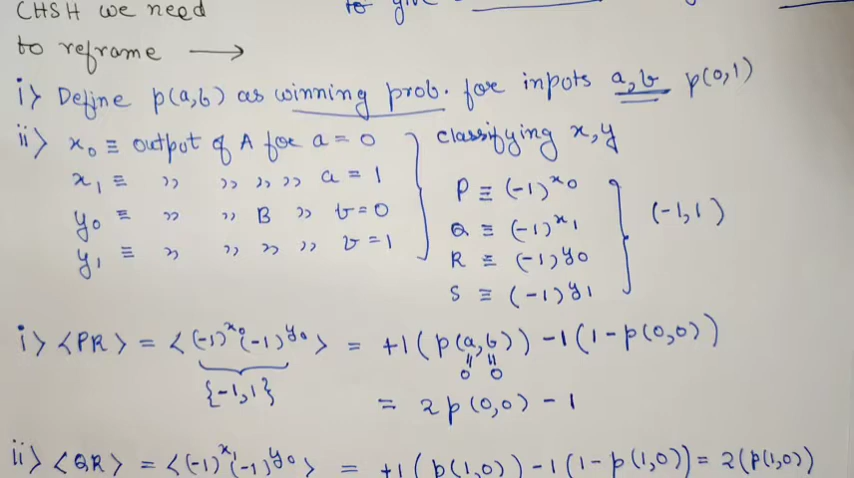 CHSH we need
to give
to reframe ⟶
i> Define p(a,b) as winning prob. for inputs a,b p(0,1)
ii> x₀ ≡ output of A for a = 0
x₁ ≡ ” ” ” ” a = 1
y₀ ≡ ” ” B ” b = 0
y₁ ≡ ” ” ” ” b = 1
classifying x,y
P ≡ (-1)^x₀
Q ≡ (-1)^x₁
R ≡ (-1)^y₀
S ≡ (-1)^y₁
(-1,1)
i> <PR> = <(-1)^x₀(-1)^y₀> = +1(p(a,b)) -1(1-p(0,0))
{-1,1}
= =
0 0
= 2p(0,0) - 1
ii> <QR> = <(-1)^x₁(-1)^y₀> = +1(p(1,0)) -1(1-p(1,0)) = 2(p(1,0))